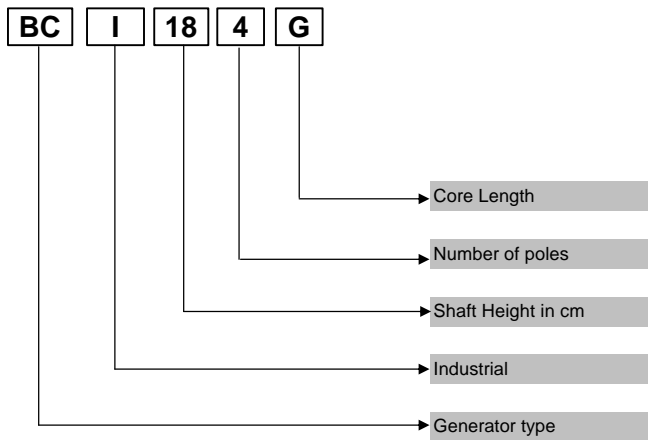 BC I 18 4 G
Core Length
Number of poles
Shaft Height in cm
Industrial
Generator type